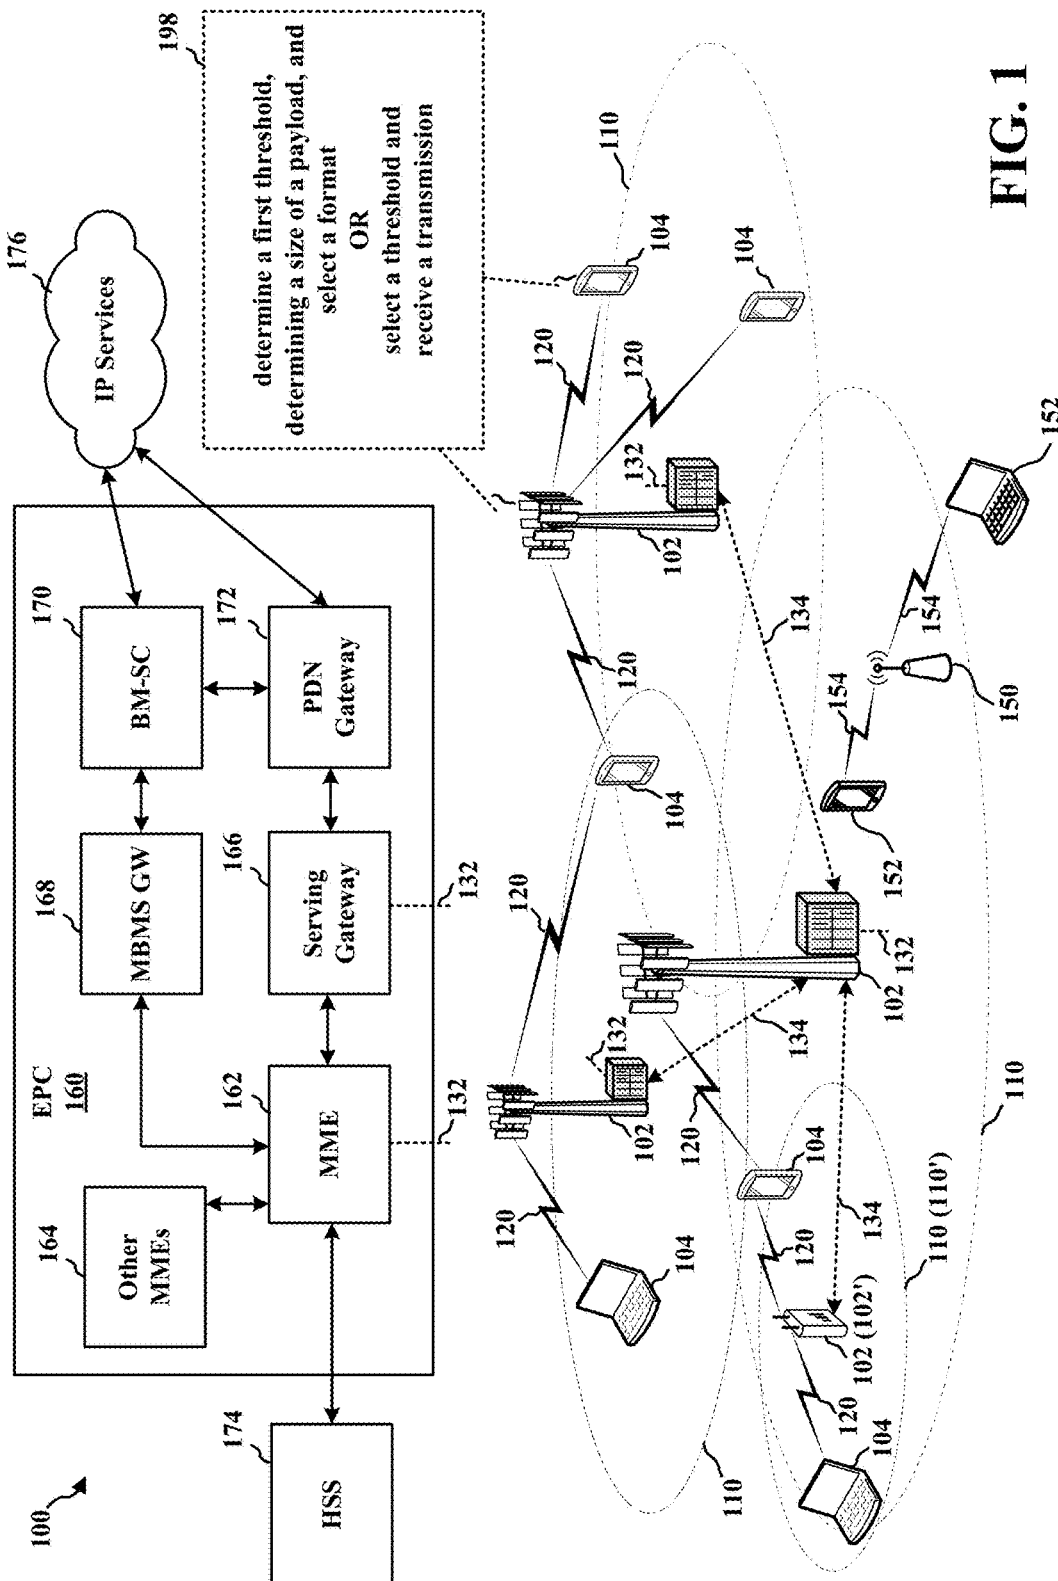 100
174
HSS
EPC
160
164
Other
MMEs
162
MME
132
168
MBMS GW
166
Serving
Gateway
132
170
BM-SC
172
PDN
Gateway
176
IP Services
198
determine a first threshold,
determining a size of a payload, and
select a format
OR
select a threshold and
receive a transmission
110
104
104
120
120
132
102
134
120
104
120
132
102
134
120
104
110
120
104
120
102 (102')
120
104
134
110 (110')
110
132
102
152
154
154
150
152
FIG. 1